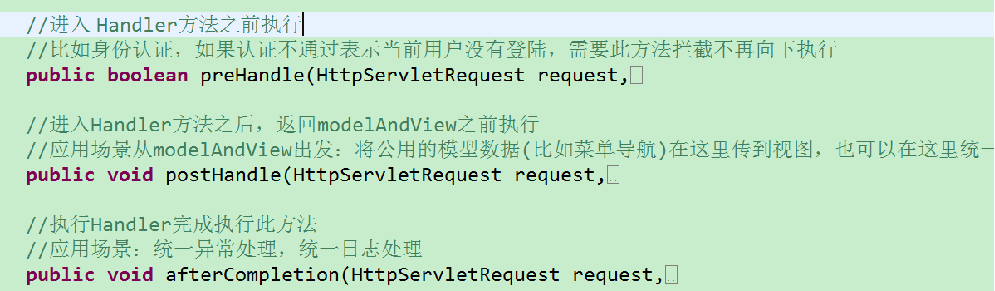 //进入 Handler方法之前执行
//比如身份认证，如果认证不通过表示当前用户没有登陆，需要此方法拦截不再向下执行
public boolean preHandle(HttpServletRequest request,
//进入Handler方法之后，返回modelAndView之前执行
//应用场景从modelAndView出发：将公用的模型数据(比如菜单导航)在这里传到视图，也可以在这里统一
public void postHandle(HttpServletRequest request,
//执行Handler完成执行此方法
//应用场景：统一异常处理，统一日志处理
public void afterCompletion(HttpServletRequest request,